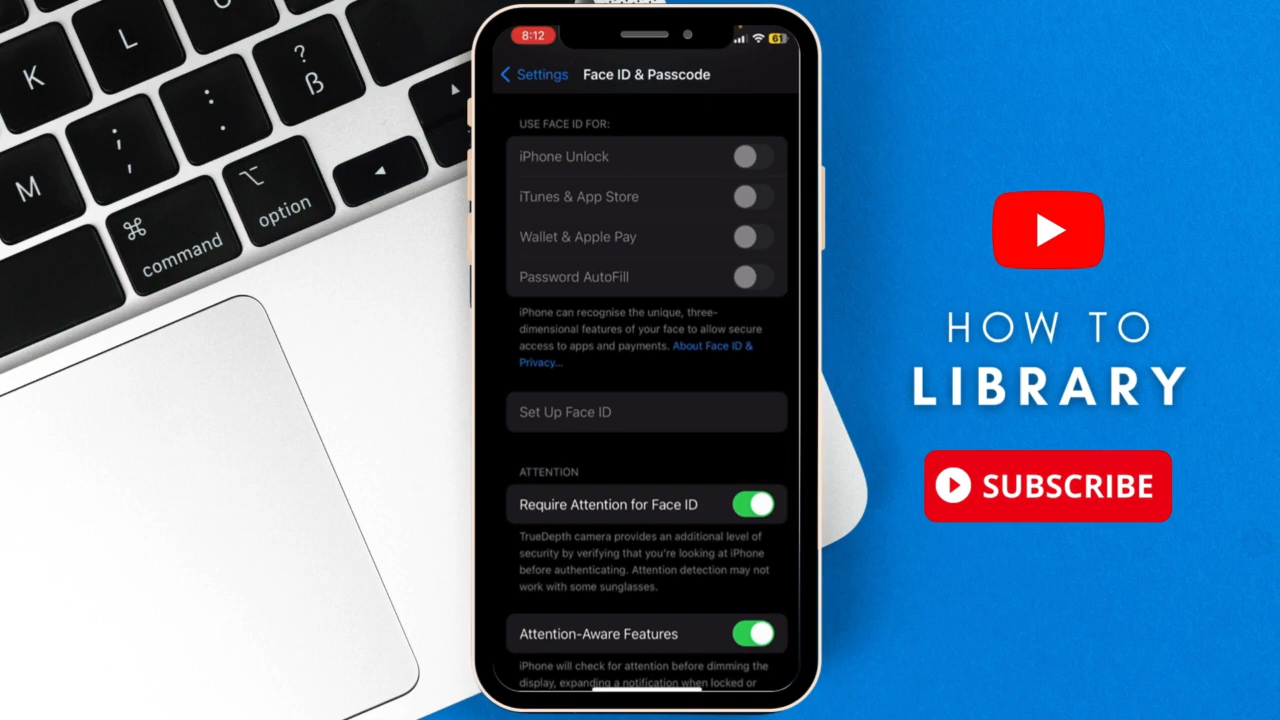 K
L
?
ß
:
.
;
,
M
⌥
option
⌘
command
8:12
61
Settings
Face ID & Passcode
USE FACE ID FOR:
iPhone Unlock
iTunes & App Store
Wallet & Apple Pay
Password AutoFill
iPhone can recognise the unique, three-
dimensional features of your face to allow secure
access to apps and payments. About Face ID &
Privacy...
Set Up Face ID
ATTENTION
Require Attention for Face ID
TrueDepth camera provides an additional level of
security by verifying that you're looking at iPhone
before authenticating. Attention detection may not
work with some sunglasses.
Attention-Aware Features
iPhone will check for attention before dimming the
display, expanding a notification when locked or
HOW TO
LIBRARY
SUBSCRIBE